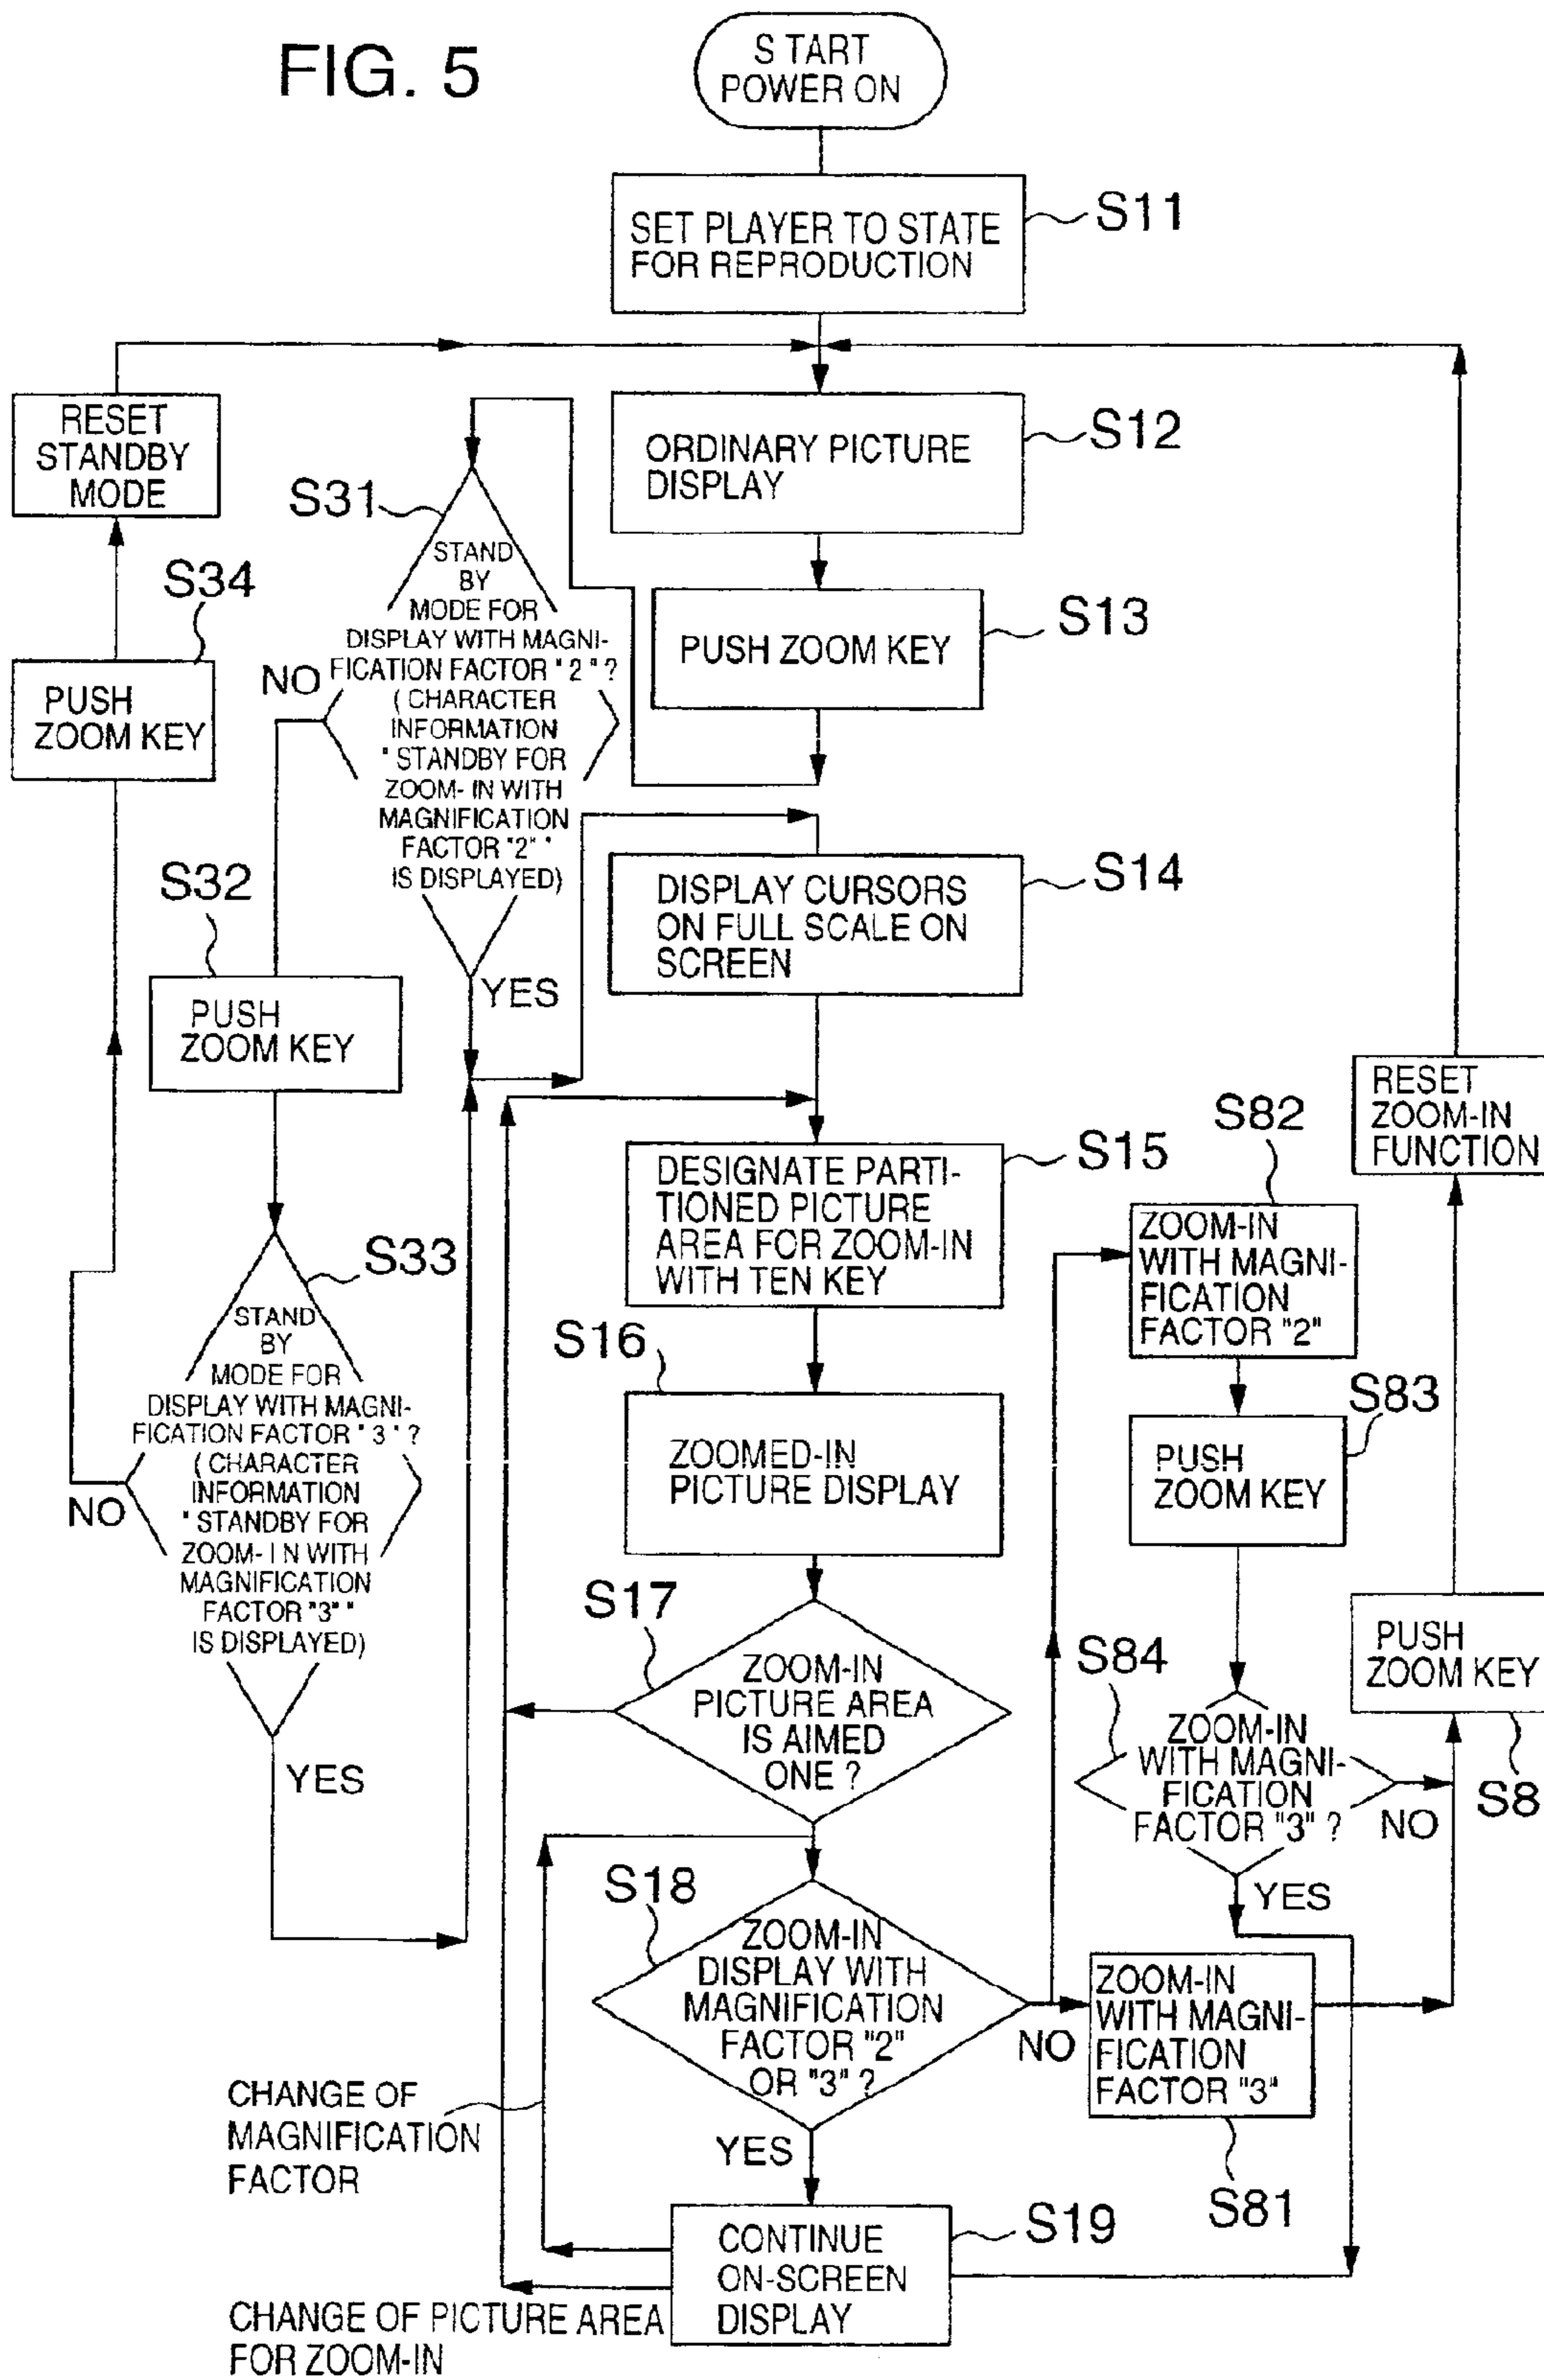 FIG. 5
S TART
POWER ON
SET PLAYER TO STATE
FOR REPRODUCTION
S11
ORDINARY PICTURE
DISPLAY
S12
RESET
STANDBY
MODE
S31
STAND
BY
MODE FOR
DISPLAY WITH MAGNI-
FICATION FACTOR "2"?
( CHARACTER
INFORMATION
" STANDBY FOR
ZOOM-IN WITH
MAGNIFICATION
FACTOR "2" "
IS DISPLAYED)
NO
YES
S34
PUSH
ZOOM KEY
PUSH ZOOM KEY
S13
S32
PUSH
ZOOM KEY
DISPLAY CURSORS
ON FULL SCALE ON
SCREEN
S14
S33
STAND
BY
MODE FOR
DISPLAY WITH MAGNI-
FICATION FACTOR "3"?
( CHARACTER
INFORMATION
" STANDBY FOR
ZOOM-IN WITH
MAGNIFICATION
FACTOR "3" "
IS DISPLAYED)
NO
YES
DESIGNATE PARTI-
TIONED PICTURE
AREA FOR ZOOM-IN
WITH TEN KEY
S15
S16
ZOOMED-IN
PICTURE DISPLAY
S17
ZOOM-IN
PICTURE AREA
IS AIMED
ONE ?
S18
ZOOM-IN
DISPLAY WITH
MAGNIFICATION
FACTOR "2"
OR "3" ?
NO
YES
S82
ZOOM-IN
WITH MAGNI-
FICATION
FACTOR "2"
S83
PUSH
ZOOM KEY
S84
ZOOM-IN
WITH MAGNI-
FICATION
FACTOR "3" ?
NO
YES
RESET
ZOOM-IN
FUNCTION
PUSH
ZOOM KEY
S8
ZOOM-IN
WITH MAGNI-
FICATION
FACTOR "3"
S81
CONTINUE
ON-SCREEN
DISPLAY
S19
CHANGE OF
MAGNIFICATION
FACTOR
CHANGE OF PICTURE AREA
FOR ZOOM-IN